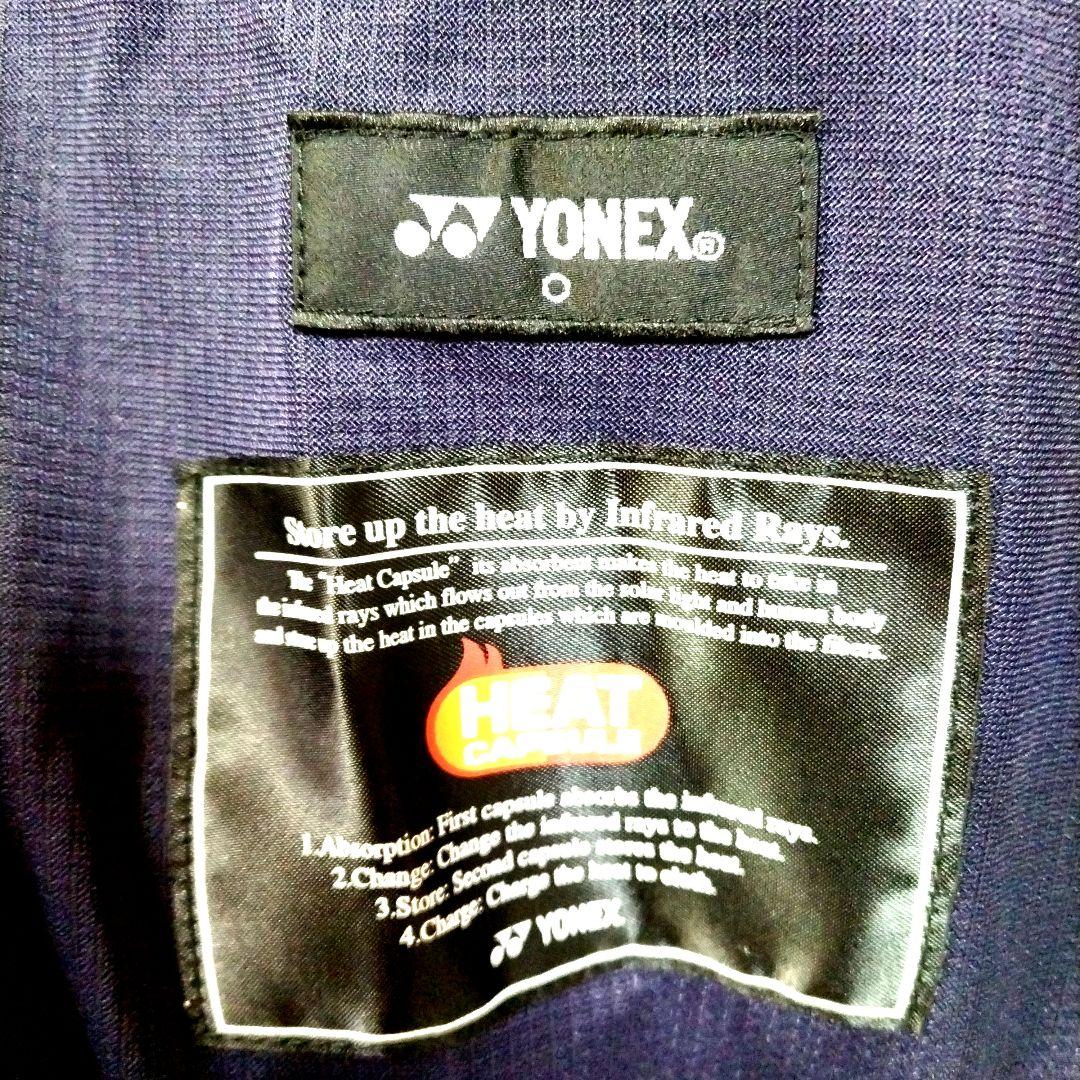 YONEX®
O
Store up the heat by Infrared Rays.
The "Heat Capsule" its absorbent makes the heat to take in
the infrared rays which flows out from the solar light and human body
and store up the heat in the capsules which are moulded into the fibers.
HEAT
CAPSULE
1.Absorption: First capsule absorbs the infrared rays.
2.Change: Change the infrared rays to the heat.
3.Store: Second capsule stores the heat.
4.Charge: Charge the heat to cloth.
YONEX